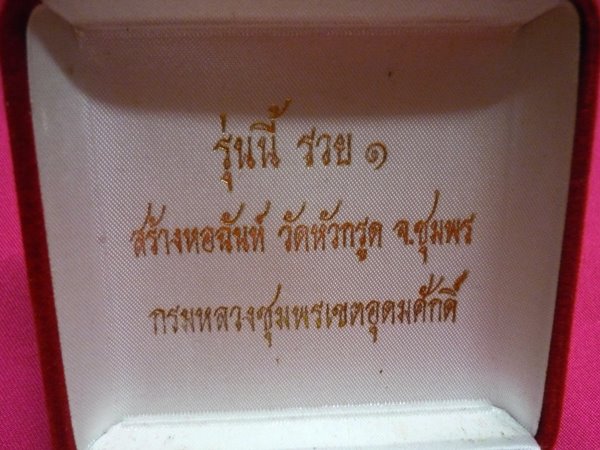 รุ่นนี้ รวย ๑
สร้างหอฉันท์ วัดหัวกรูด จ.ชุมพร
กรมหลวงชุมพรเขตอุดมศักดิ์